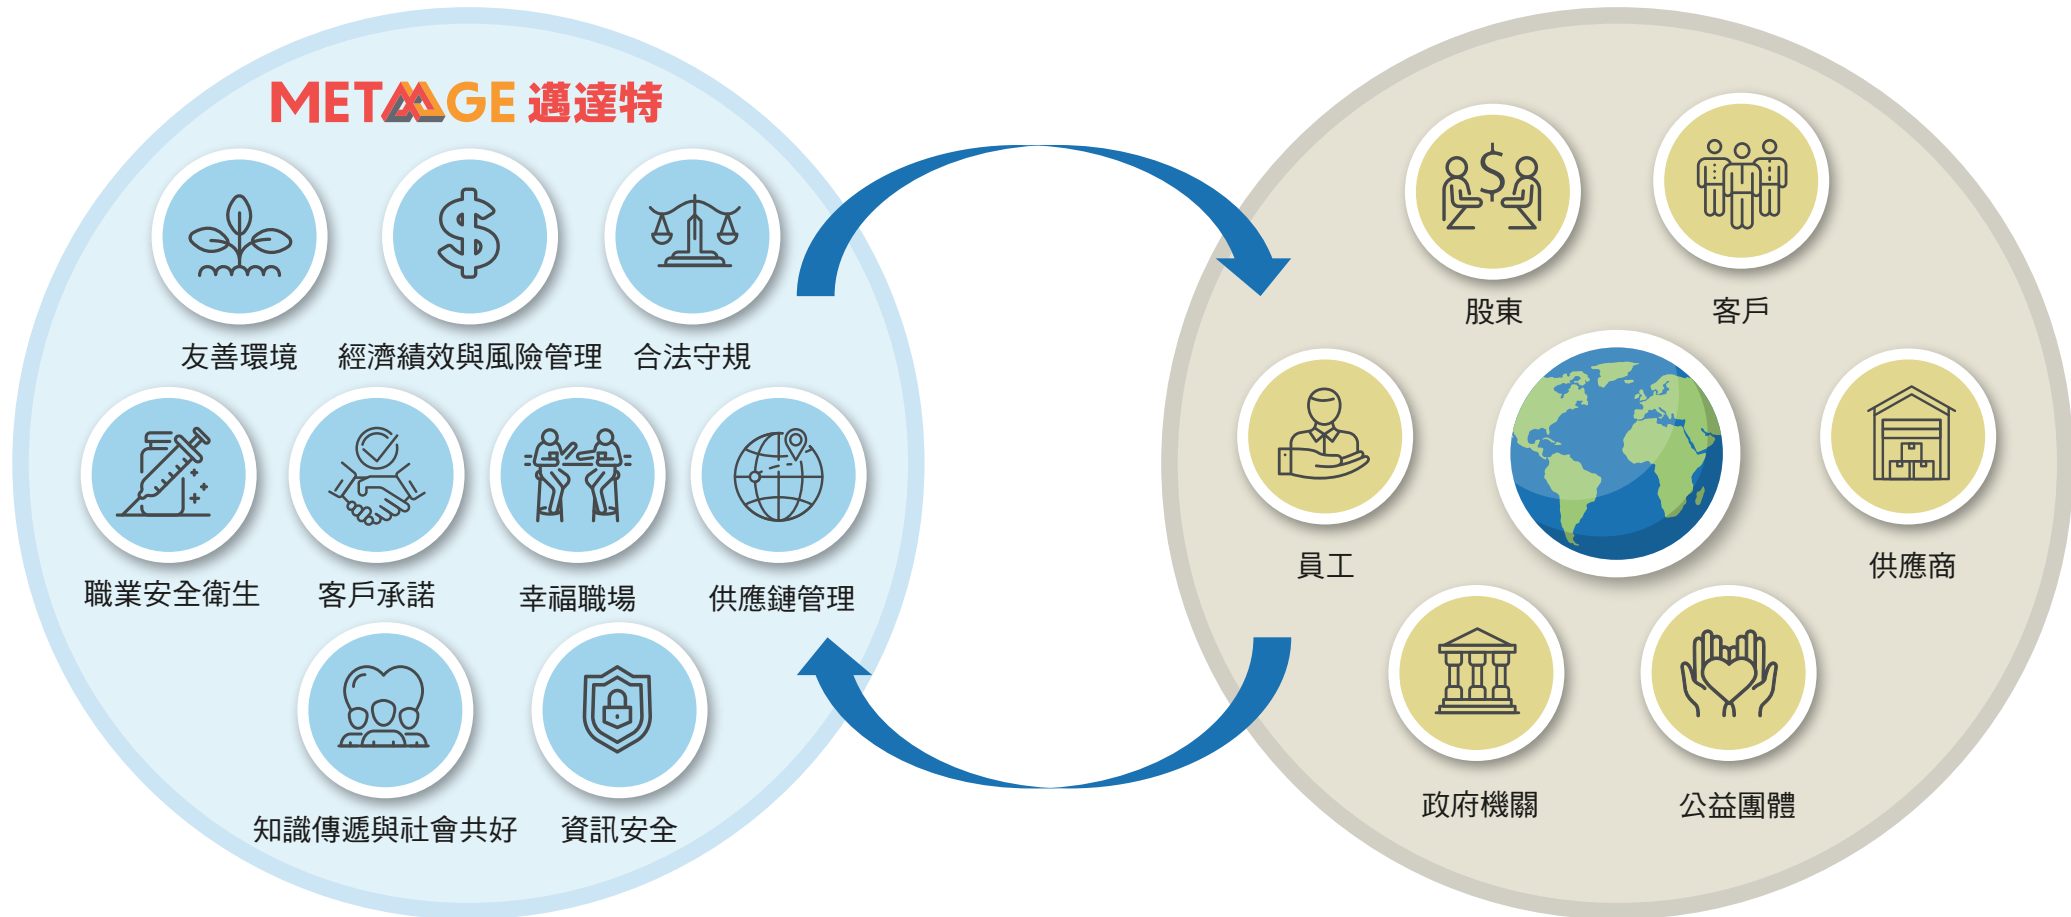 METAAGE 邁達特
友善環境
經濟績效與風險管理
合法守規
職業安全衛生
客戶承諾
幸福職場
供應鏈管理
知識傳遞與社會共好
資訊安全
股東
客戶
員工
供應商
政府機關
公益團體